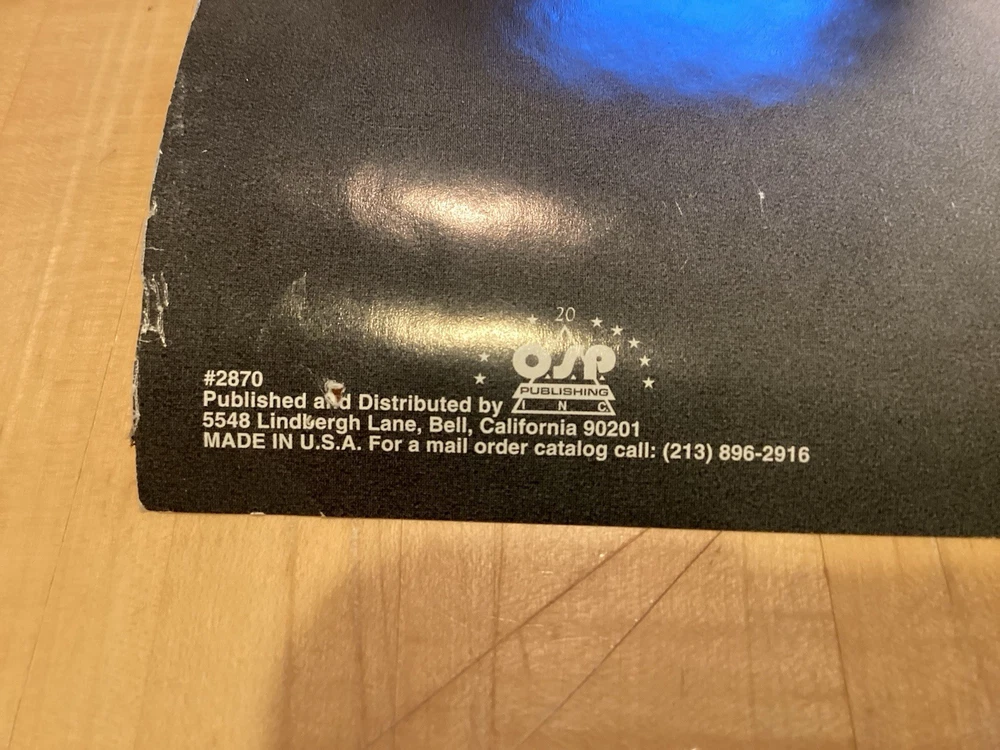 20
OSP
PUBLISHING
INC.
#2870
Published and Distributed by
5548 Lindbergh Lane, Bell, California 90201
MADE IN U.S.A. For a mail order catalog call: (213) 896-2916